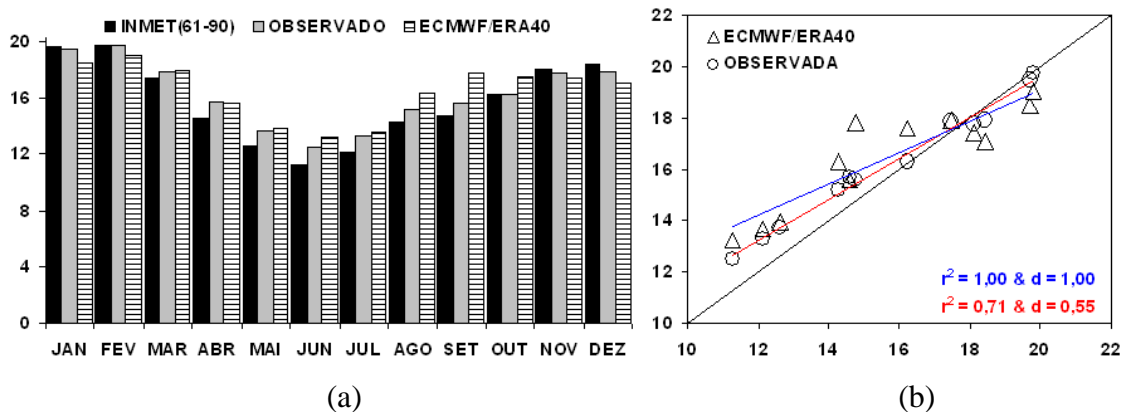 INMET(61-90) OBSERVADO ECMWF/ERA40
20
16
12
8
4
0
JAN FEV MAR ABR MAI JUN JUL AGO SET OUT NOV DEZ
(a)
22
20
18
16
14
12
10
ECMWF/ERA40
OBSERVADA
r² = 1,00 & d = 1,00
r² = 0,71 & d = 0,55
10 12 14 16 18 20 22
(b)